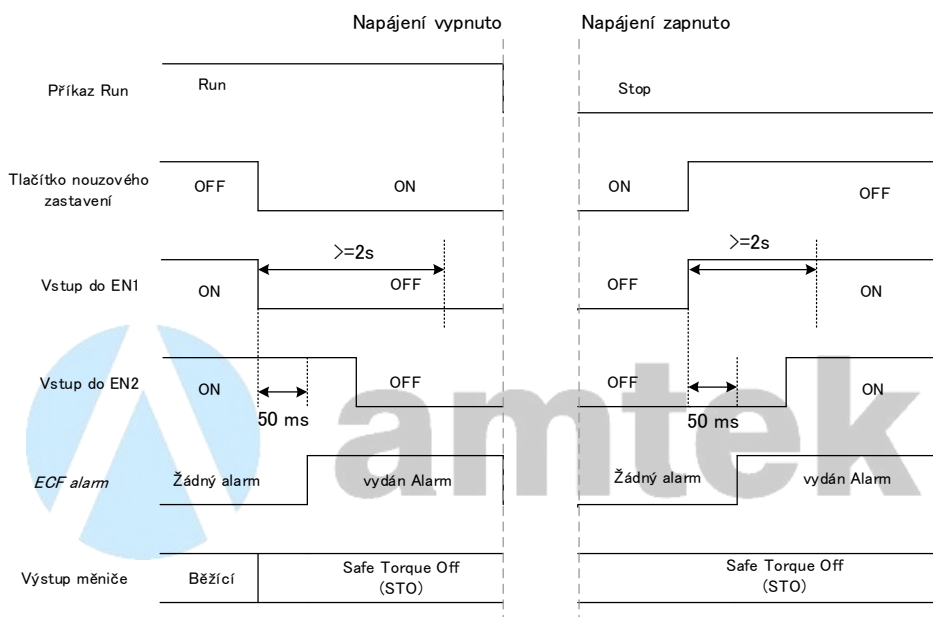 Napájení vypnuto
Napájení zapnuto
Příkaz Run
Run
Stop
Tlačítko nouzového
zastavení
OFF
ON
ON
OFF
>=2s
>=2s
Vstup do EN1
ON
OFF
OFF
ON
Vstup do EN2
ON
OFF
OFF
ON
50 ms
50 ms
amtek
ECF alarm
Žádný alarm
vydán Alarm
Žádný alarm
vydán Alarm
Výstup měniče
Běžící
Safe Torque Off
(STO)
Safe Torque Off
(STO)